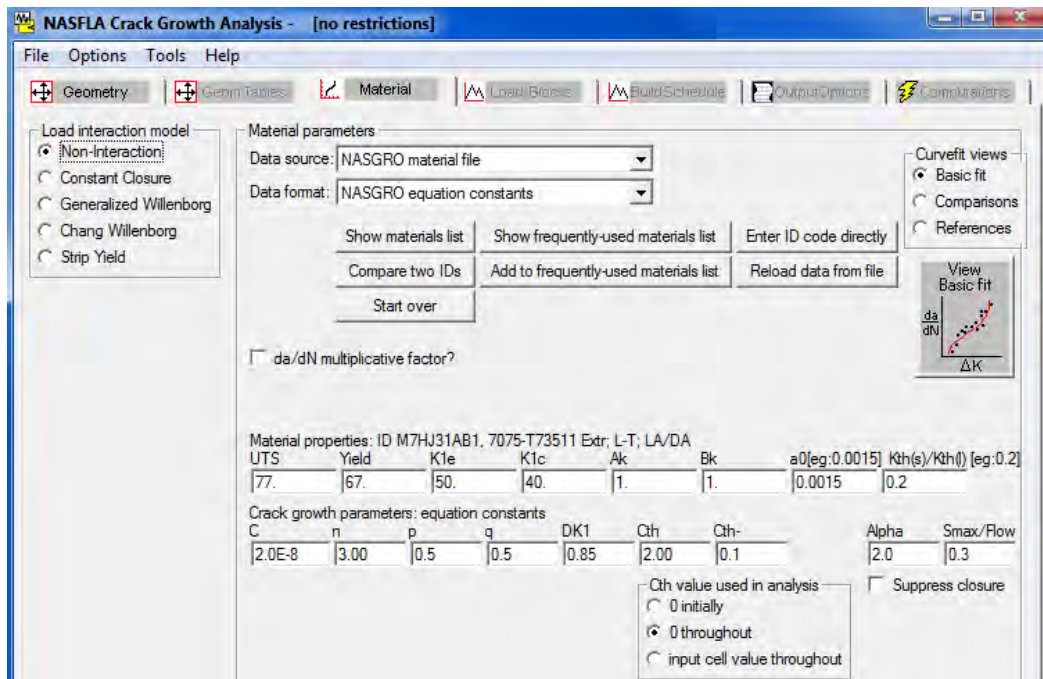 NASFLA Crack Growth Analysis - [no restrictions]
File Options Tools Help
Geometry Geom Tables Material Load Blocks Build Schedule Output Options Computations
Load interaction model
Non-Interaction
Constant Closure
Generalized Willenborg
Chang Willenborg
Strip Yield
Material parameters
Data source: NASGRO material file
Data format: NASGRO equation constants
Show materials list Show frequently-used materials list Enter ID code directly
Compare two IDs Add to frequently-used materials list Reload data from file
Start over
Curvefit views
Basic fit
Comparisons
References
View
Basic fit
da
dN
ΔK
da/dN multiplicative factor?
Material properties: ID M7HJ31AB1, 7075-T73511 Extr; L-T; LA/DA
UTS Yield K1e K1c Ak Bk a0[eg:0.0015] Kth(s)/Kth(l) [eg:0.2]
77. 67. 50. 40. 1. 1. 0.0015 0.2
Crack growth parameters: equation constants
C n p q DK1 Cth Cth- Alpha Smax/Flow
2.0E-8 3.00 0.5 0.5 0.85 2.00 0.1 2.0 0.3
Cth value used in analysis
0 initially
0 throughout
input cell value throughout
Suppress closure